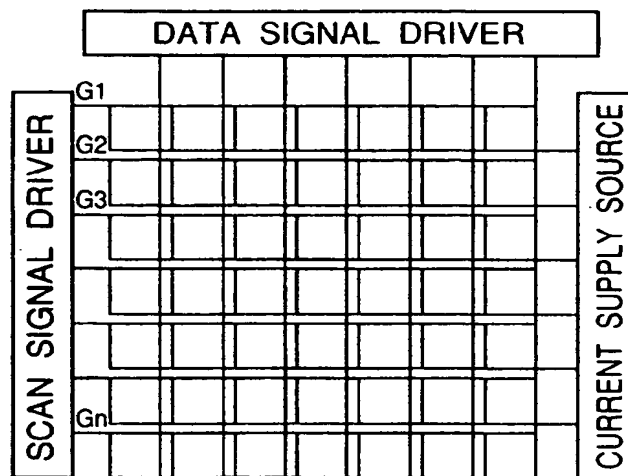 DATA SIGNAL DRIVER
SCAN SIGNAL DRIVER
G1
G2
G3
Gn
CURRENT SUPPLY SOURCE